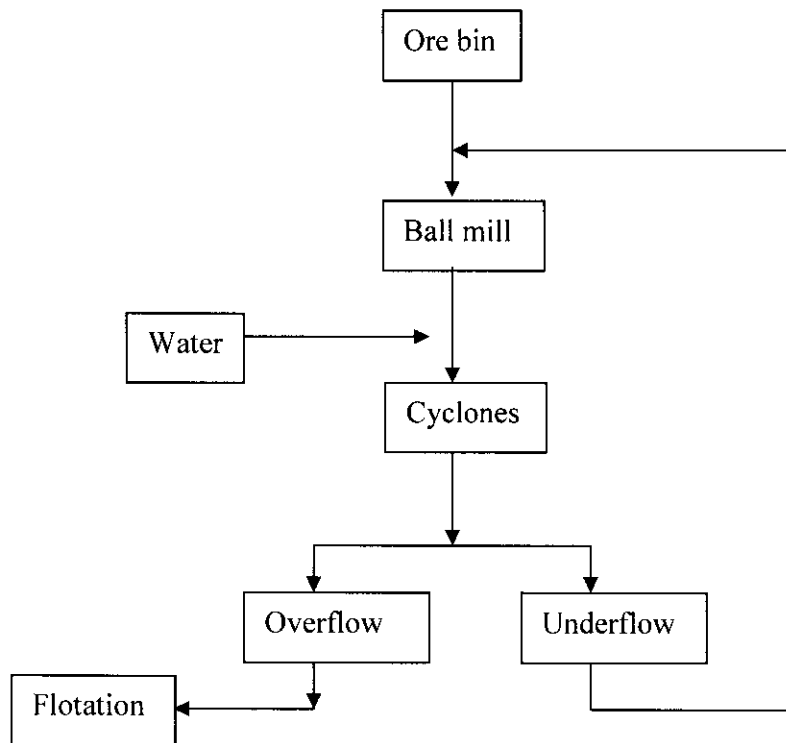 Ore bin
Ball mill
Water
Cyclones
Overflow
Underflow
Flotation